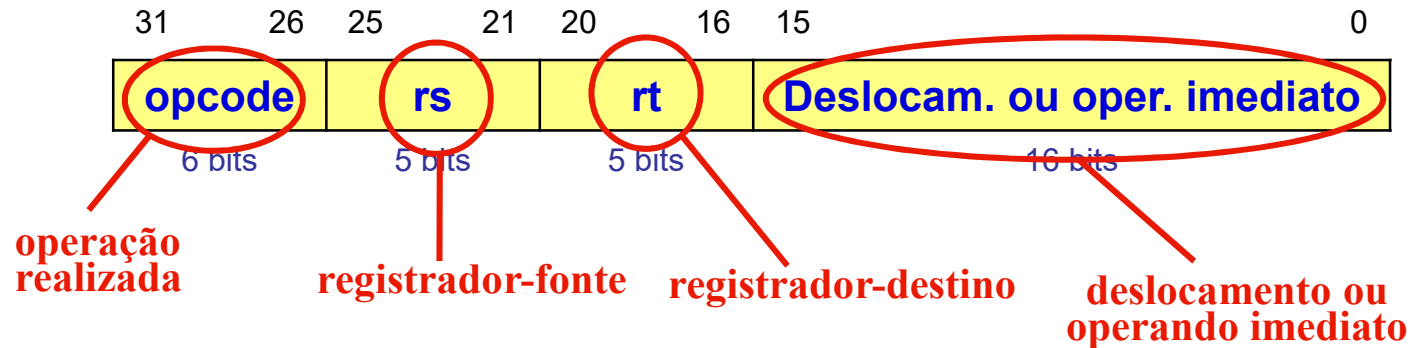 31 26 25 21 20 16 15 0
opcode rs rt Deslocam. ou oper. imediato
6 bits 5 bits 5 bits 16 bits
operação
realizada
registrador-fonte
registrador-destino
deslocamento ou
operando imediato